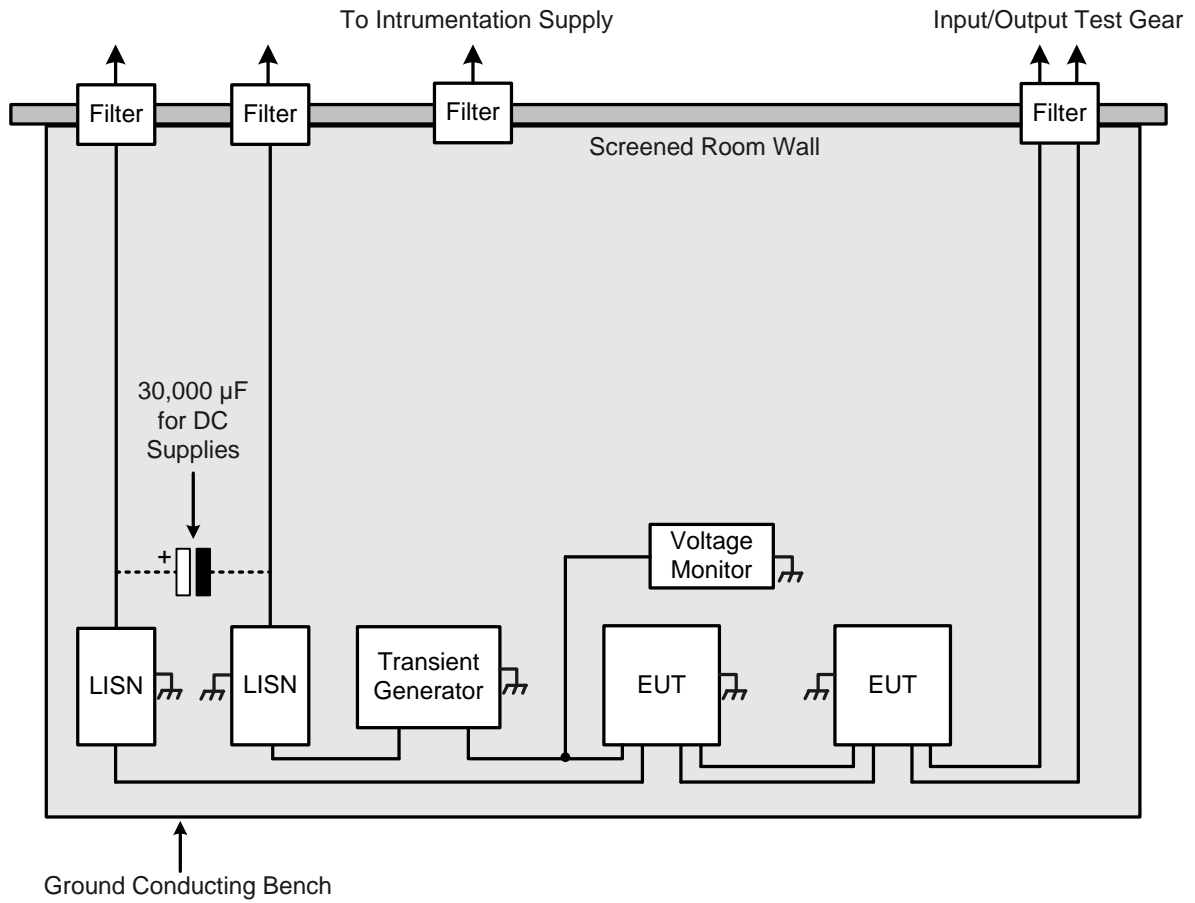 To Intrumentation Supply
Input/Output Test Gear
Filter
Filter
Filter
Filter
Screened Room Wall
30,000 µF
for DC
Supplies
+
Voltage
Monitor
LISN
LISN
Transient
Generator
EUT
EUT
Ground Conducting Bench